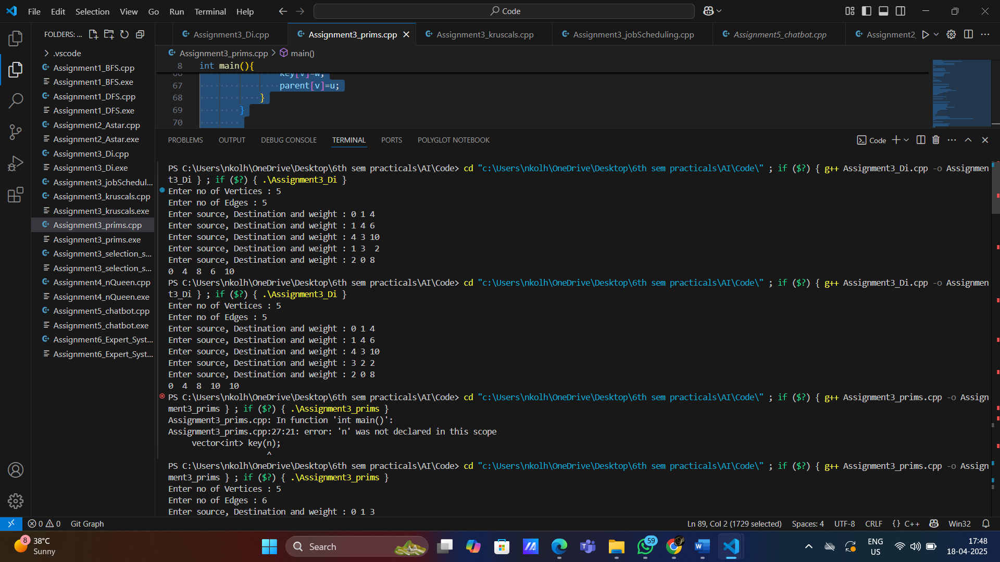 File Edit Selection View Go Run Terminal Help
Code
FOLDERS: ...
Assignment3_Di.cpp
Assignment3_prims.cpp
Assignment3_kruscals.cpp
Assignment3_jobScheduling.cpp
Assignment5_chatbot.cpp
Assignment2_
Assignment3_prims.cpp > main()
.vscode
Assignment1_BFS.cpp
Assignment1_BFS.exe
Assignment1_DFS.cpp
Assignment1_DFS.exe
Assignment2_Astar.cpp
Assignment2_Astar.exe
Assignment3_Di.cpp
Assignment3_Di.exe
Assignment3_jobSchedul...
Assignment3_kruscals.cpp
Assignment3_kruscals.exe
Assignment3_prims.cpp
Assignment3_prims.exe
Assignment3_selection_s...
Assignment3_selection_s...
Assignment4_nQueen.cpp
Assignment4_nQueen.exe
Assignment5_chatbot.cpp
Assignment5_chatbot.exe
Assignment6_Expert_Syst...
Assignment6_Expert_Syst...
8 int main(){
66 key[v]=w;
67 parent[v]=u;
68 }
69 }
70
PROBLEMS OUTPUT DEBUG CONSOLE TERMINAL PORTS POLYGLOT NOTEBOOK
Code
PS C:\Users\nkolh\OneDrive\Desktop\6th sem practicals\AI\Code> cd "c:\Users\nkolh\OneDrive\Desktop\6th sem practicals\AI\Code\" ; if ($?) { g++ Assignment3_Di.cpp -o Assignmen
t3_Di } ; if ($?) { .\Assignment3_Di }
Enter no of Vertices : 5
Enter no of Edges : 5
Enter source, Destination and weight : 0 1 4
Enter source, Destination and weight : 1 4 6
Enter source, Destination and weight : 4 3 10
Enter source, Destination and weight : 1 3  2
Enter source, Destination and weight : 2 0 8
0  4  8  6  10
PS C:\Users\nkolh\OneDrive\Desktop\6th sem practicals\AI\Code> cd "c:\Users\nkolh\OneDrive\Desktop\6th sem practicals\AI\Code\" ; if ($?) { g++ Assignment3_Di.cpp -o Assignmen
t3_Di } ; if ($?) { .\Assignment3_Di }
Enter no of Vertices : 5
Enter no of Edges : 5
Enter source, Destination and weight : 0 1 4
Enter source, Destination and weight : 1 4 6
Enter source, Destination and weight : 4 3 10
Enter source, Destination and weight : 3 2 2
Enter source, Destination and weight : 2 0 8
0  4  8  10  10
PS C:\Users\nkolh\OneDrive\Desktop\6th sem practicals\AI\Code> cd "c:\Users\nkolh\OneDrive\Desktop\6th sem practicals\AI\Code\" ; if ($?) { g++ Assignment3_prims.cpp -o Assign
ment3_prims } ; if ($?) { .\Assignment3_prims }
Assignment3_prims.cpp: In function 'int main()':
Assignment3_prims.cpp:27:21: error: 'n' was not declared in this scope
vector<int> key(n);
^
PS C:\Users\nkolh\OneDrive\Desktop\6th sem practicals\AI\Code> cd "c:\Users\nkolh\OneDrive\Desktop\6th sem practicals\AI\Code\" ; if ($?) { g++ Assignment3_prims.cpp -o Assign
ment3_prims } ; if ($?) { .\Assignment3_prims }
Enter no of Vertices : 5
Enter no of Edges : 6
Enter source, Destination and weight : 0 1 3
0 0 Git Graph
Ln 89, Col 2 (1729 selected) Spaces: 4 UTF-8 CRLF {} C++ Win32
8
38°C
Sunny
Search
59
ENG
US
17:48
18-04-2025